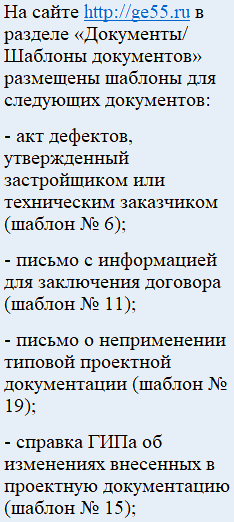 На сайте http://ge55.ru в
разделе «Документы/
Шаблоны документов»
размещены шаблоны для
следующих документов:
- акт дефектов,
утвержденный
застройщиком или
техническим заказчиком
(шаблон № 6);
- письмо с информацией
для заключения договора
(шаблон № 11);
- письмо о неприменении
типовой проектной
документации (шаблон №
19);
- справка ГИПа об
изменениях внесенных в
проектную документацию
(шаблон № 15);